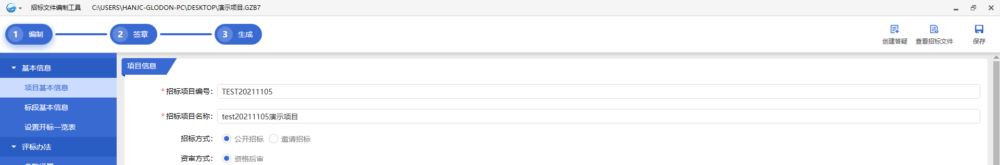 招标文件编制工具 C:\USERS\HANJC-GLODON-PC\DESKTOP\演示项目.GZB7
1 编制 2 签章 3 生成
创建答疑 查看招标文件 保存
基本信息
项目基本信息
标段基本信息
设置开标一览表
评标办法
参数设置
项目信息
*招标项目编号： TEST20211105
*招标项目名称： test20211105演示项目
招标方式： 公开招标 邀请招标
资审方式： 资格后审